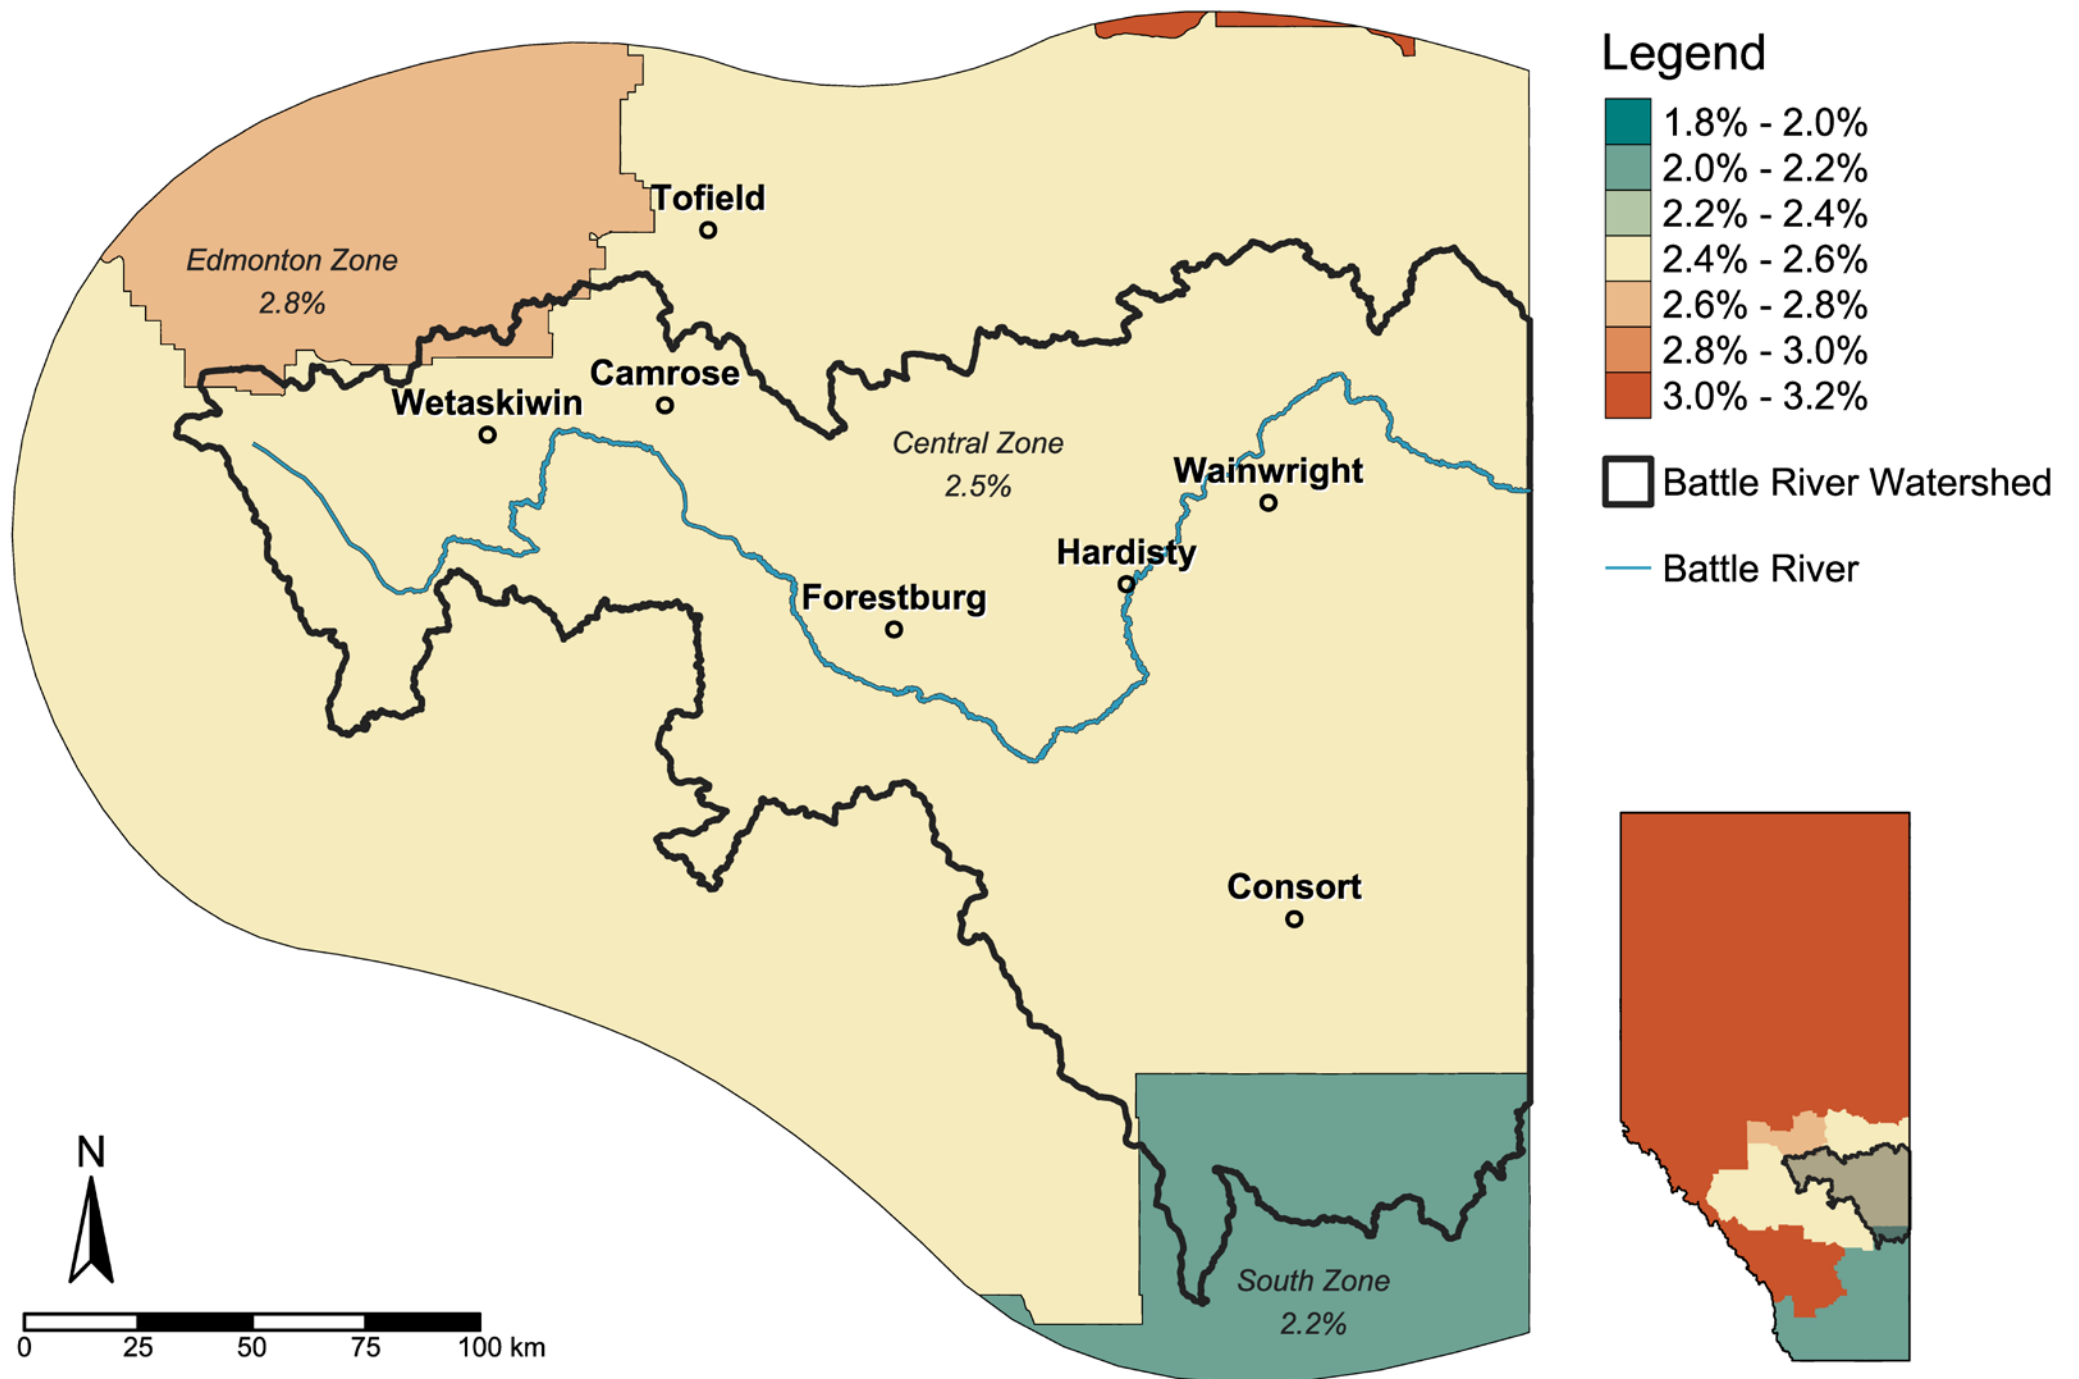 Legend
1.8% - 2.0%
2.0% - 2.2%
2.2% - 2.4%
2.4% - 2.6%
2.6% - 2.8%
2.8% - 3.0%
3.0% - 3.2%
Battle River Watershed
Battle River
Tofield
Edmonton Zone
2.8%
Camrose
Wetaskiwin
Central Zone
2.5%
Wainwright
Hardisty
Forestburg
Consort
South Zone
2.2%
N
0 25 50 75 100 km